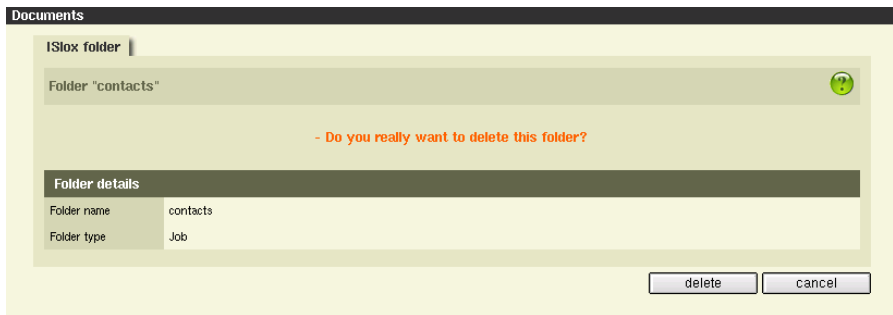 Documents
ISlox folder
Folder "contacts"
?
- Do you really want to delete this folder?
Folder details
Folder name contacts
Folder type Job
delete cancel